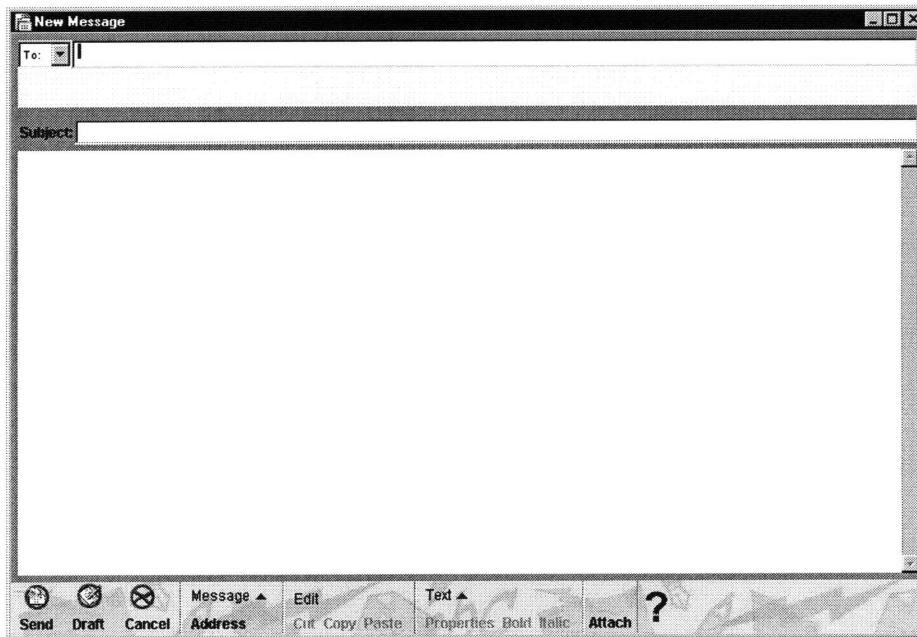 New Message
To:
Subject:
Message Edit Text ?
Send Draft Cancel Address Cut Copy Paste Properties Bold Italic Attach